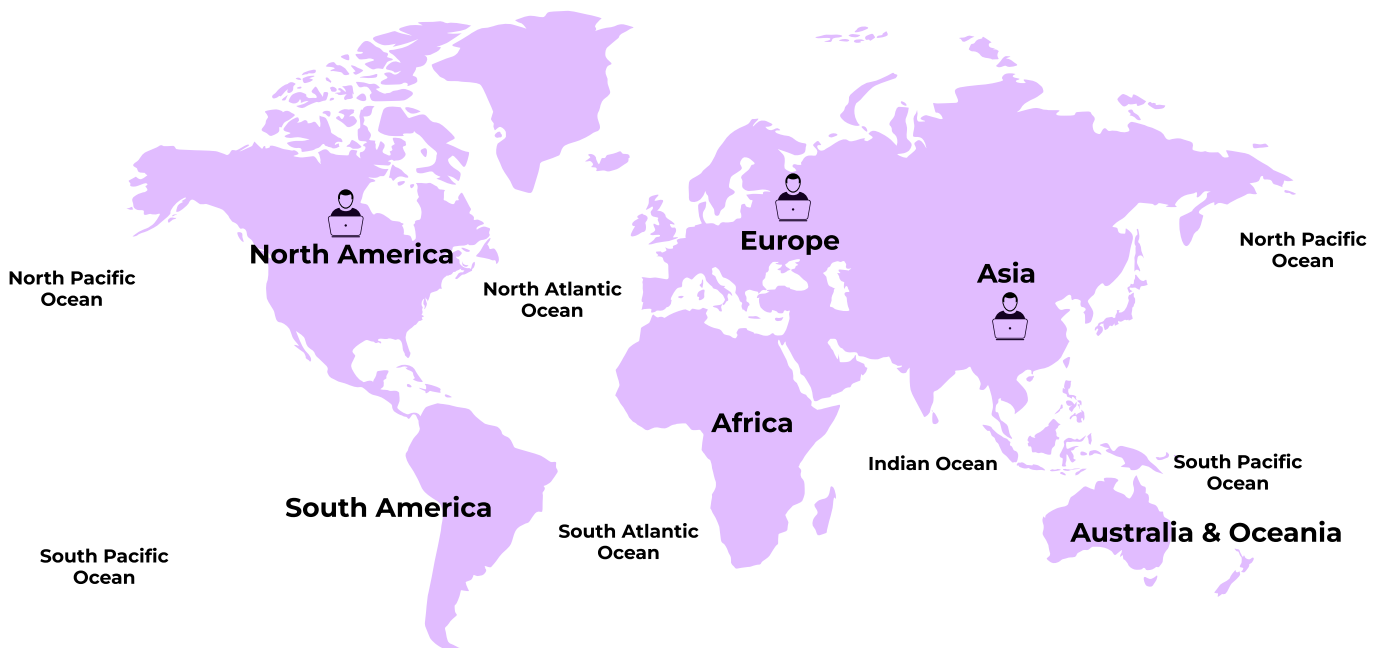 North America
Europe
Asia
North Pacific
Ocean
North Pacific
Ocean
North Atlantic
Ocean
Africa
Indian Ocean
South Pacific
Ocean
South America
South Atlantic
Ocean
Australia & Oceania
South Pacific
Ocean